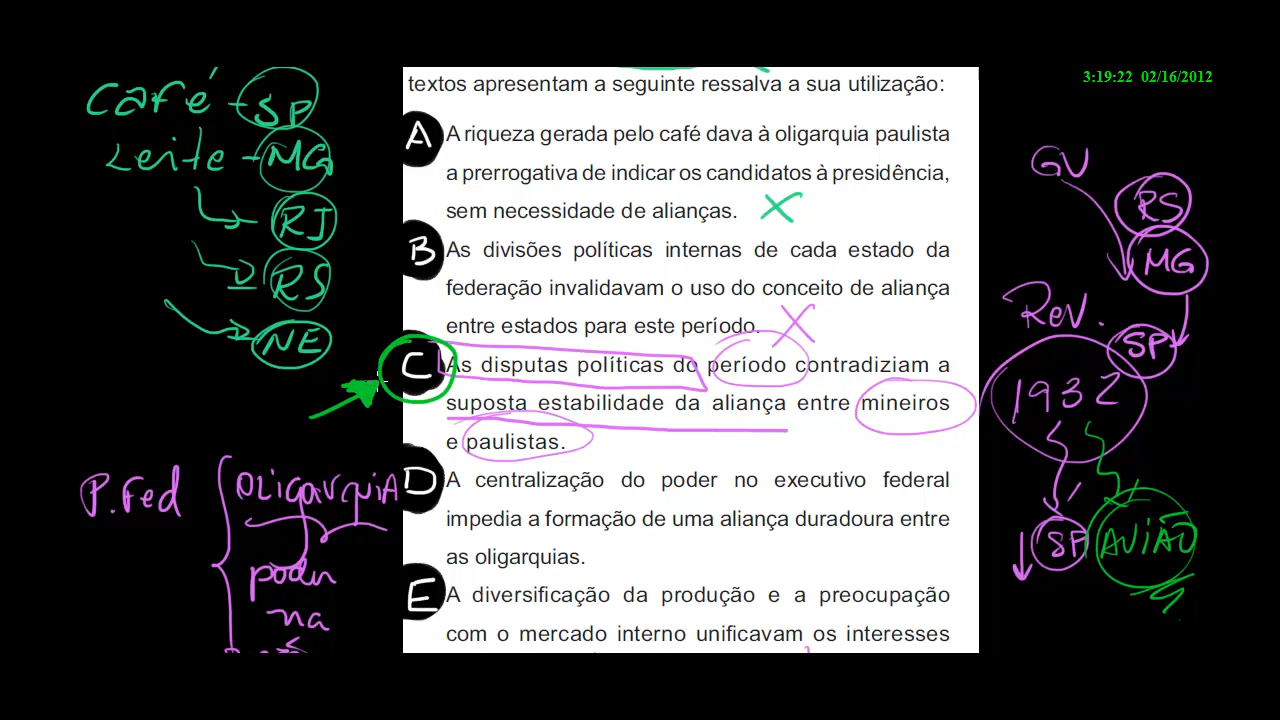 3:19:22 02/16/2012
café - SP
Leite - MG
RJ
RS
NE
textos apresentam a seguinte ressalva a sua utilização:
A A riqueza gerada pelo café dava à oligarquia paulista
a prerrogativa de indicar os candidatos à presidência,
sem necessidade de alianças.
B As divisões políticas internas de cada estado da
federação invalidavam o uso do conceito de aliança
entre estados para este período.
C As disputas políticas do período contradiziam a
suposta estabilidade da aliança entre mineiros
e paulistas.
D A centralização do poder no executivo federal
impedia a formação de uma aliança duradoura entre
as oligarquias.
E A diversificação da produção e a preocupação
com o mercado interno unificavam os interesses
P. Fed
OLIGARQUIA
poder
na
GV
RS
MG
Rev.
SP
1932
SP
AVIÃO